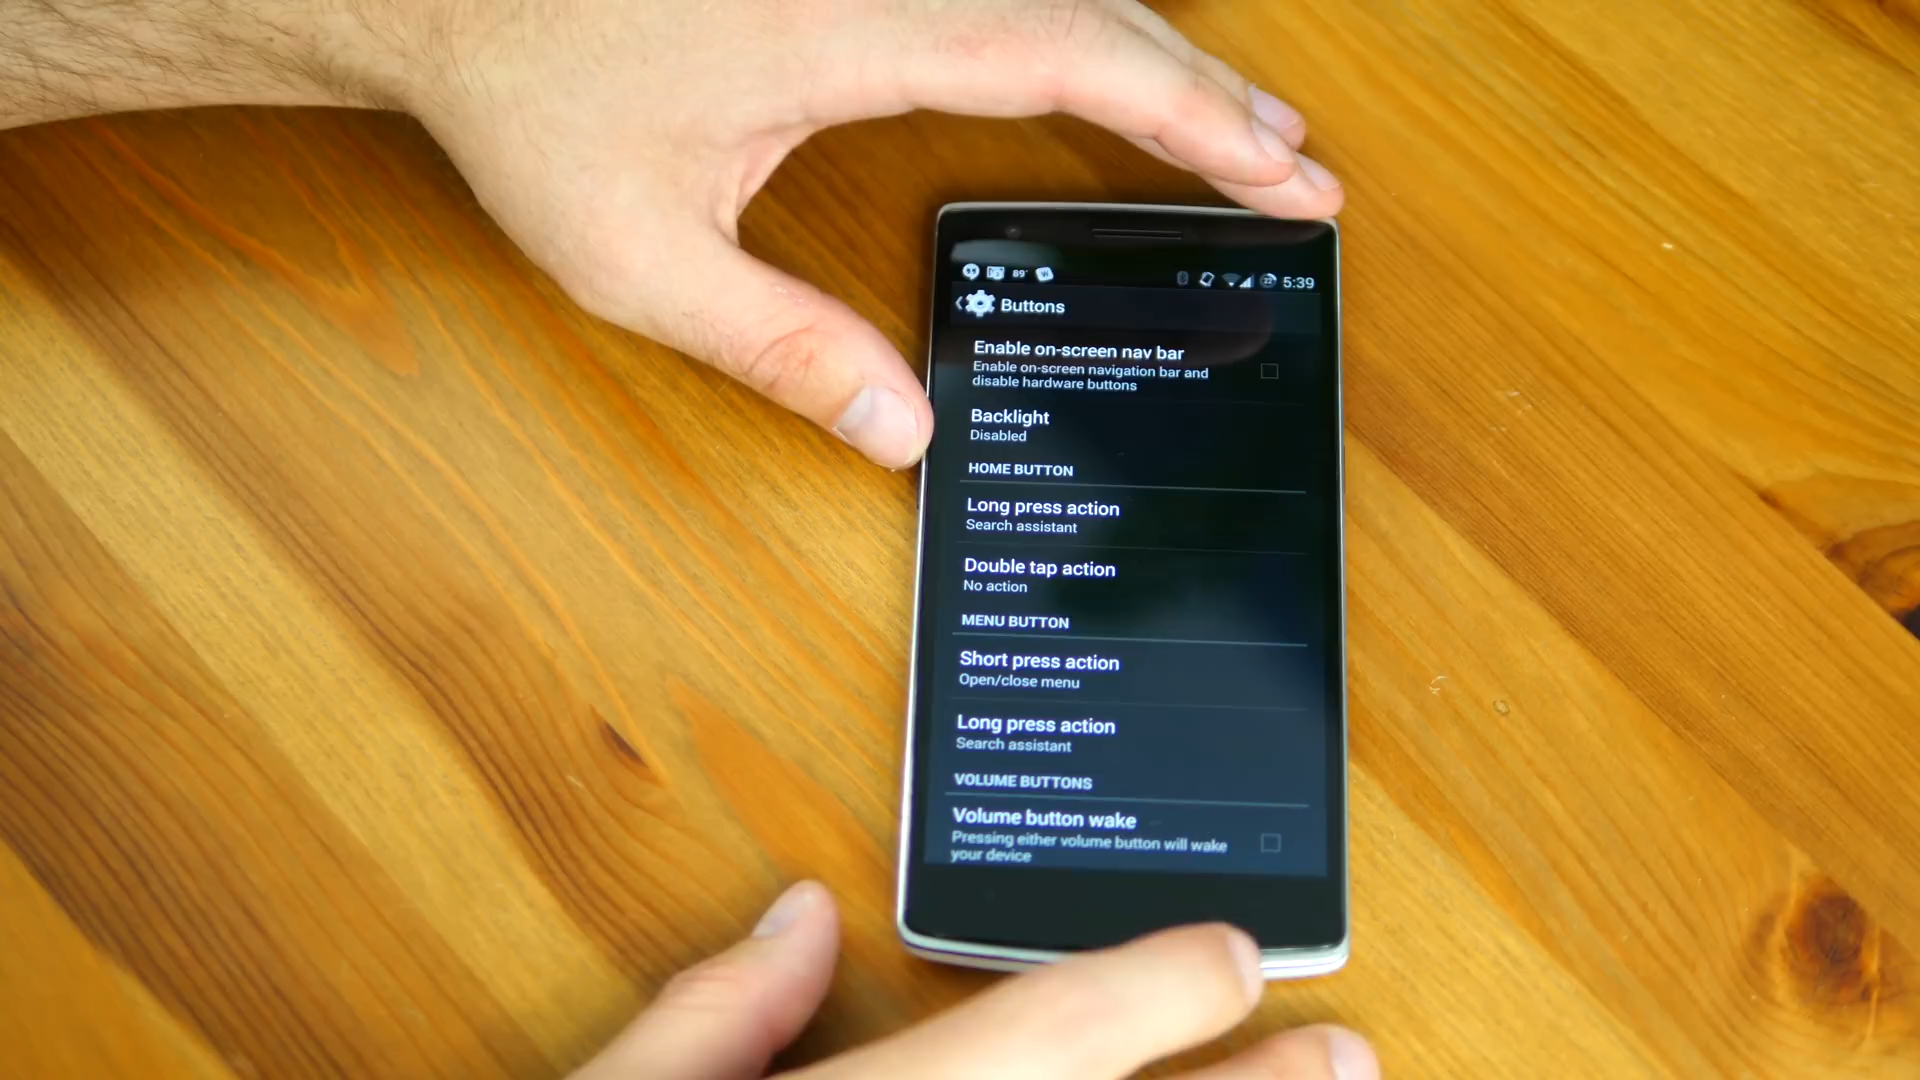 89° 22 5:39
Buttons
Enable on-screen nav bar
Enable on-screen navigation bar and
disable hardware buttons
Backlight
Disabled
HOME BUTTON
Long press action
Search assistant
Double tap action
No action
MENU BUTTON
Short press action
Open/close menu
Long press action
Search assistant
VOLUME BUTTONS
Volume button wake
Pressing either volume button will wake
your device